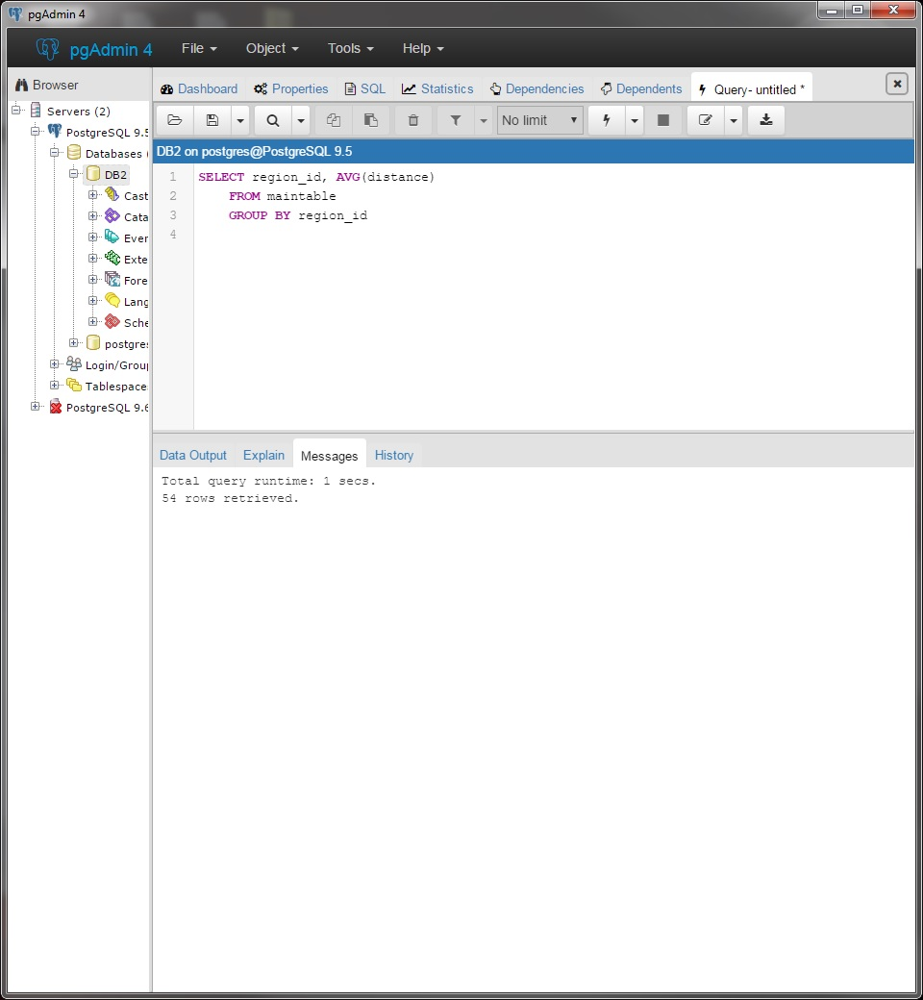 pgAdmin 4
pgAdmin 4 File Object Tools Help
Browser
Servers (2)
PostgreSQL 9.5
Databases (
DB2
Cast
Cata
Even
Exte
Fore
Lang
Sche
postgres
Login/Grou
Tablespace
PostgreSQL 9.6
Dashboard Properties SQL Statistics Dependencies Dependents Query- untitled *
No limit
DB2 on postgres@PostgreSQL 9.5
1 SELECT region_id, AVG(distance)
2 FROM maintable
3 GROUP BY region_id
4
Data Output Explain Messages History
Total query runtime: 1 secs.
54 rows retrieved.